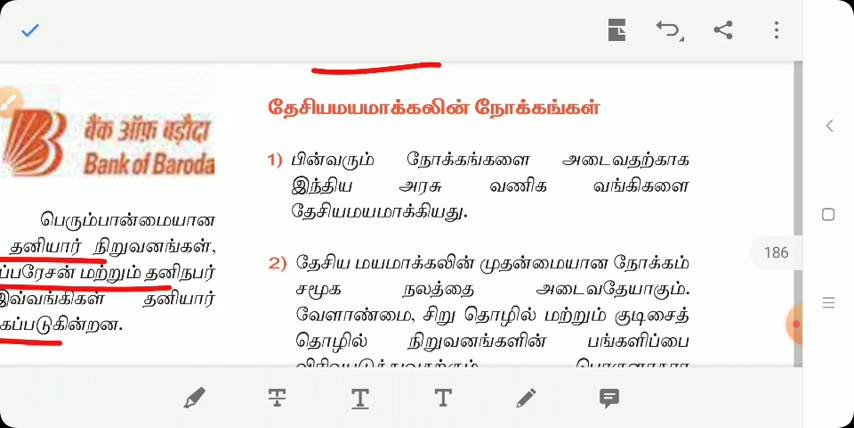 बैंक ऑफ़ बड़ौदा
Bank of Baroda
பெரும்பான்மையான
தனியார் நிறுவனங்கள்,
ப்பரேசன் மற்றும் தனிநபர்
இவ்வங்கிகள் தனியார்
கப்படுகின்றன.
தேசியமயமாக்கலின் நோக்கங்கள்
1) பின்வரும் நோக்கங்களை அடைவதற்காக
இந்திய அரசு வணிக வங்கிகளை
தேசியமயமாக்கியது.
2) தேசிய மயமாக்கலின் முதன்மையான நோக்கம்
சமூக நலத்தை அடைவதேயாகும்.
வேளாண்மை, சிறு தொழில் மற்றும் குடிசைத்
தொழில் நிறுவனங்களின் பங்களிப்பை
186